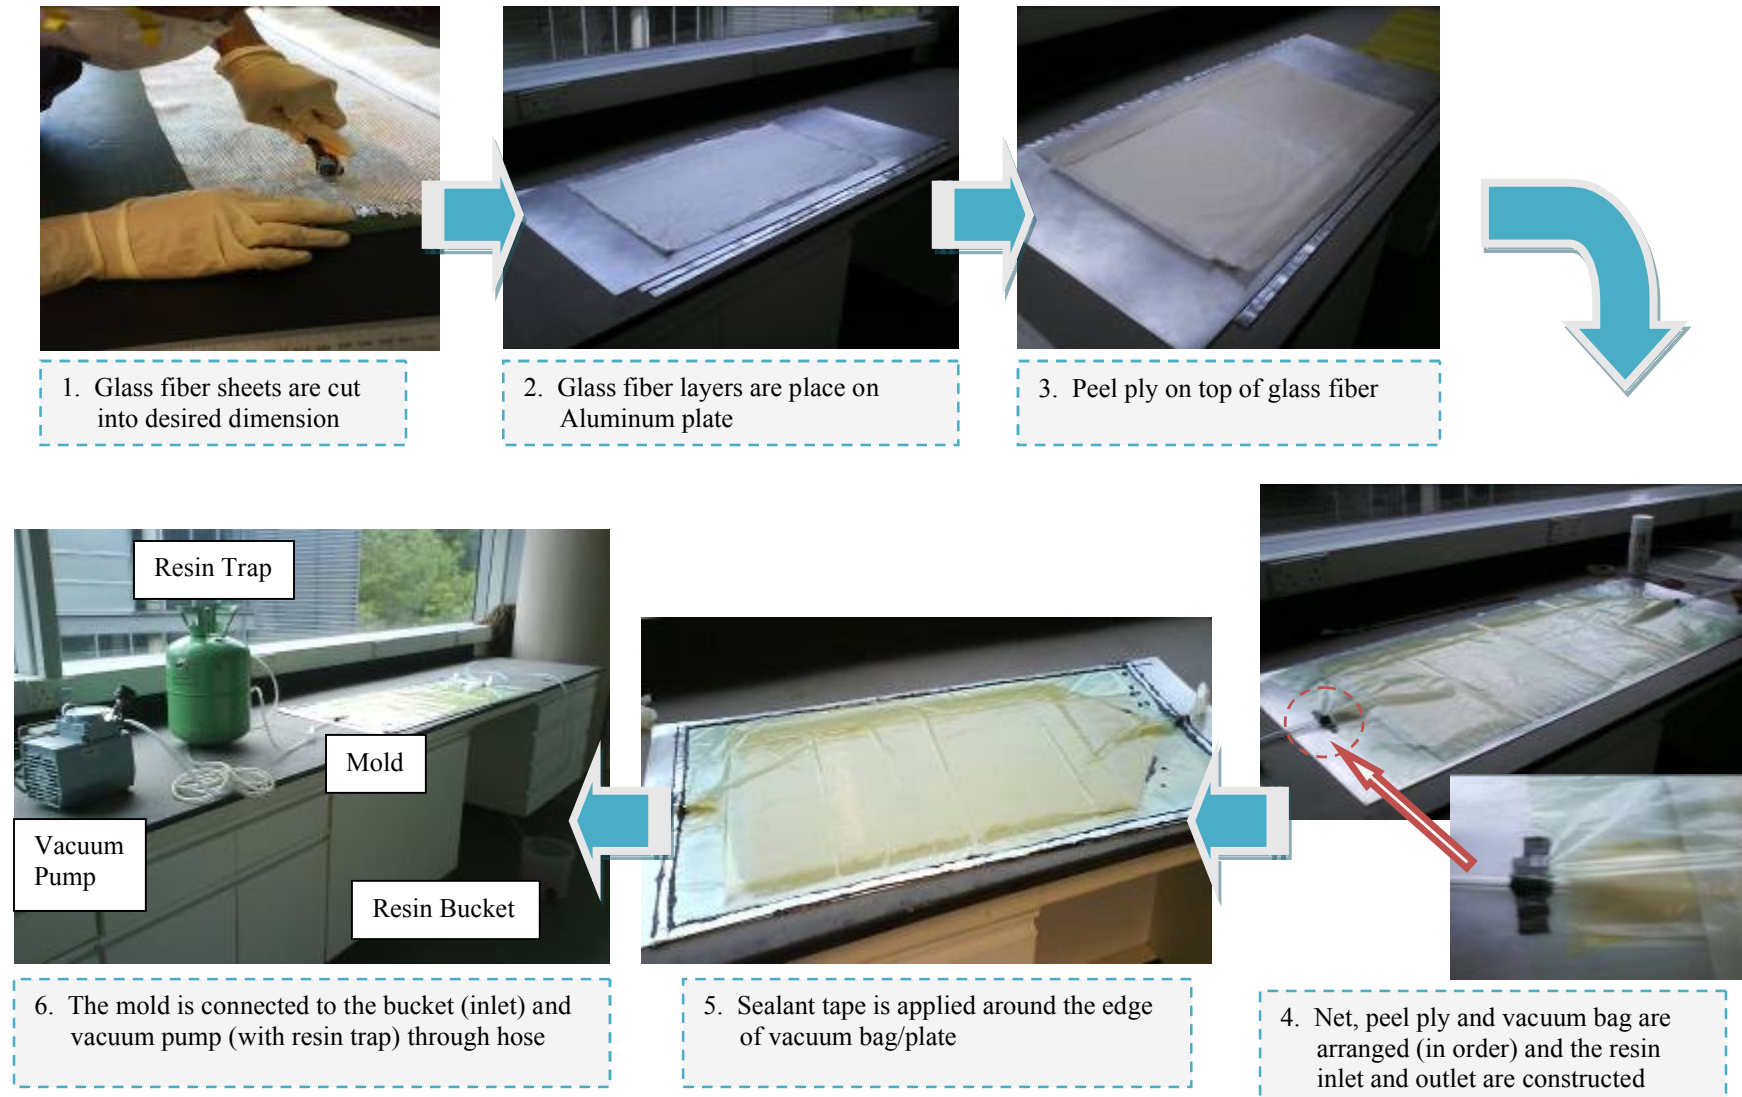 1. Glass fiber sheets are cut
into desired dimension
2. Glass fiber layers are place on
Aluminum plate
3. Peel ply on top of glass fiber
Resin Trap
Mold
Vacuum
Pump
Resin Bucket
6. The mold is connected to the bucket (inlet) and
vacuum pump (with resin trap) through hose
5. Sealant tape is applied around the edge
of vacuum bag/plate
4. Net, peel ply and vacuum bag are
arranged (in order) and the resin
inlet and outlet are constructed